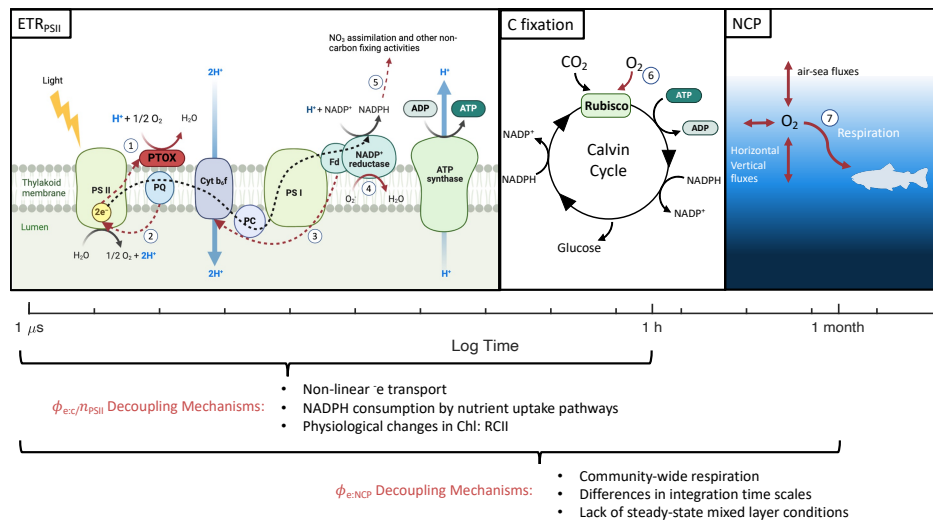 ETR_PSII
C fixation
NCP
NO₃ assimilation and other non-
carbon fixing activities
Light
2H⁺
5
H⁺
H⁺ + 1/2 O₂
H₂O
H⁺ + NADP⁺
NADPH
ADP
ATP
1
PTOX
Fd
NADP⁺
reductase
Thylakoid
membrane
PS II
PQ
Cyt b₆f
PS I
4
ATP
synthase
O₂
H₂O
2e⁻
PC
Lumen
2
3
H₂O
1/2 O₂ + 2H⁺
2H⁺
H⁺
CO₂
O₂
6
Rubisco
ATP
ADP
NADP⁺
Calvin
Cycle
NADPH
NADPH
NADP⁺
Glucose
air-sea fluxes
O₂
7
Respiration
Horizontal
Vertical
fluxes
1 μs
1 h
1 month
Log Time
ϕ_e:c/n_PSII Decoupling Mechanisms:
• Non-linear ⁻e transport
• NADPH consumption by nutrient uptake pathways
• Physiological changes in Chl: RCII
ϕ_e:NCP Decoupling Mechanisms:
• Community-wide respiration
• Differences in integration time scales
• Lack of steady-state mixed layer conditions